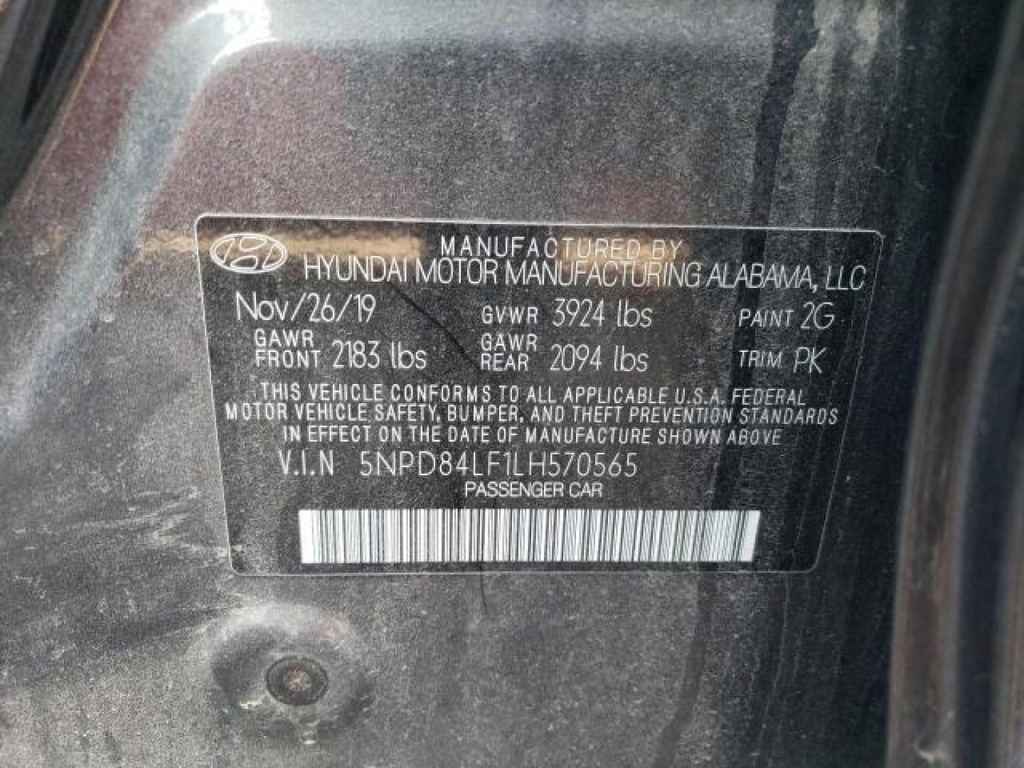 MANUFACTURED BY
HYUNDAI MOTOR MANUFACTURING ALABAMA, LLC
Nov/26/19 GVWR 3924 lbs PAINT 2G
GAWR FRONT 2183 lbs GAWR REAR 2094 lbs TRIM PK
THIS VEHICLE CONFORMS TO ALL APPLICABLE U.S.A. FEDERAL
MOTOR VEHICLE SAFETY, BUMPER, AND THEFT PREVENTION STANDARDS
IN EFFECT ON THE DATE OF MANUFACTURE SHOWN ABOVE
V.I.N 5NPD84LF1LH570565
PASSENGER CAR